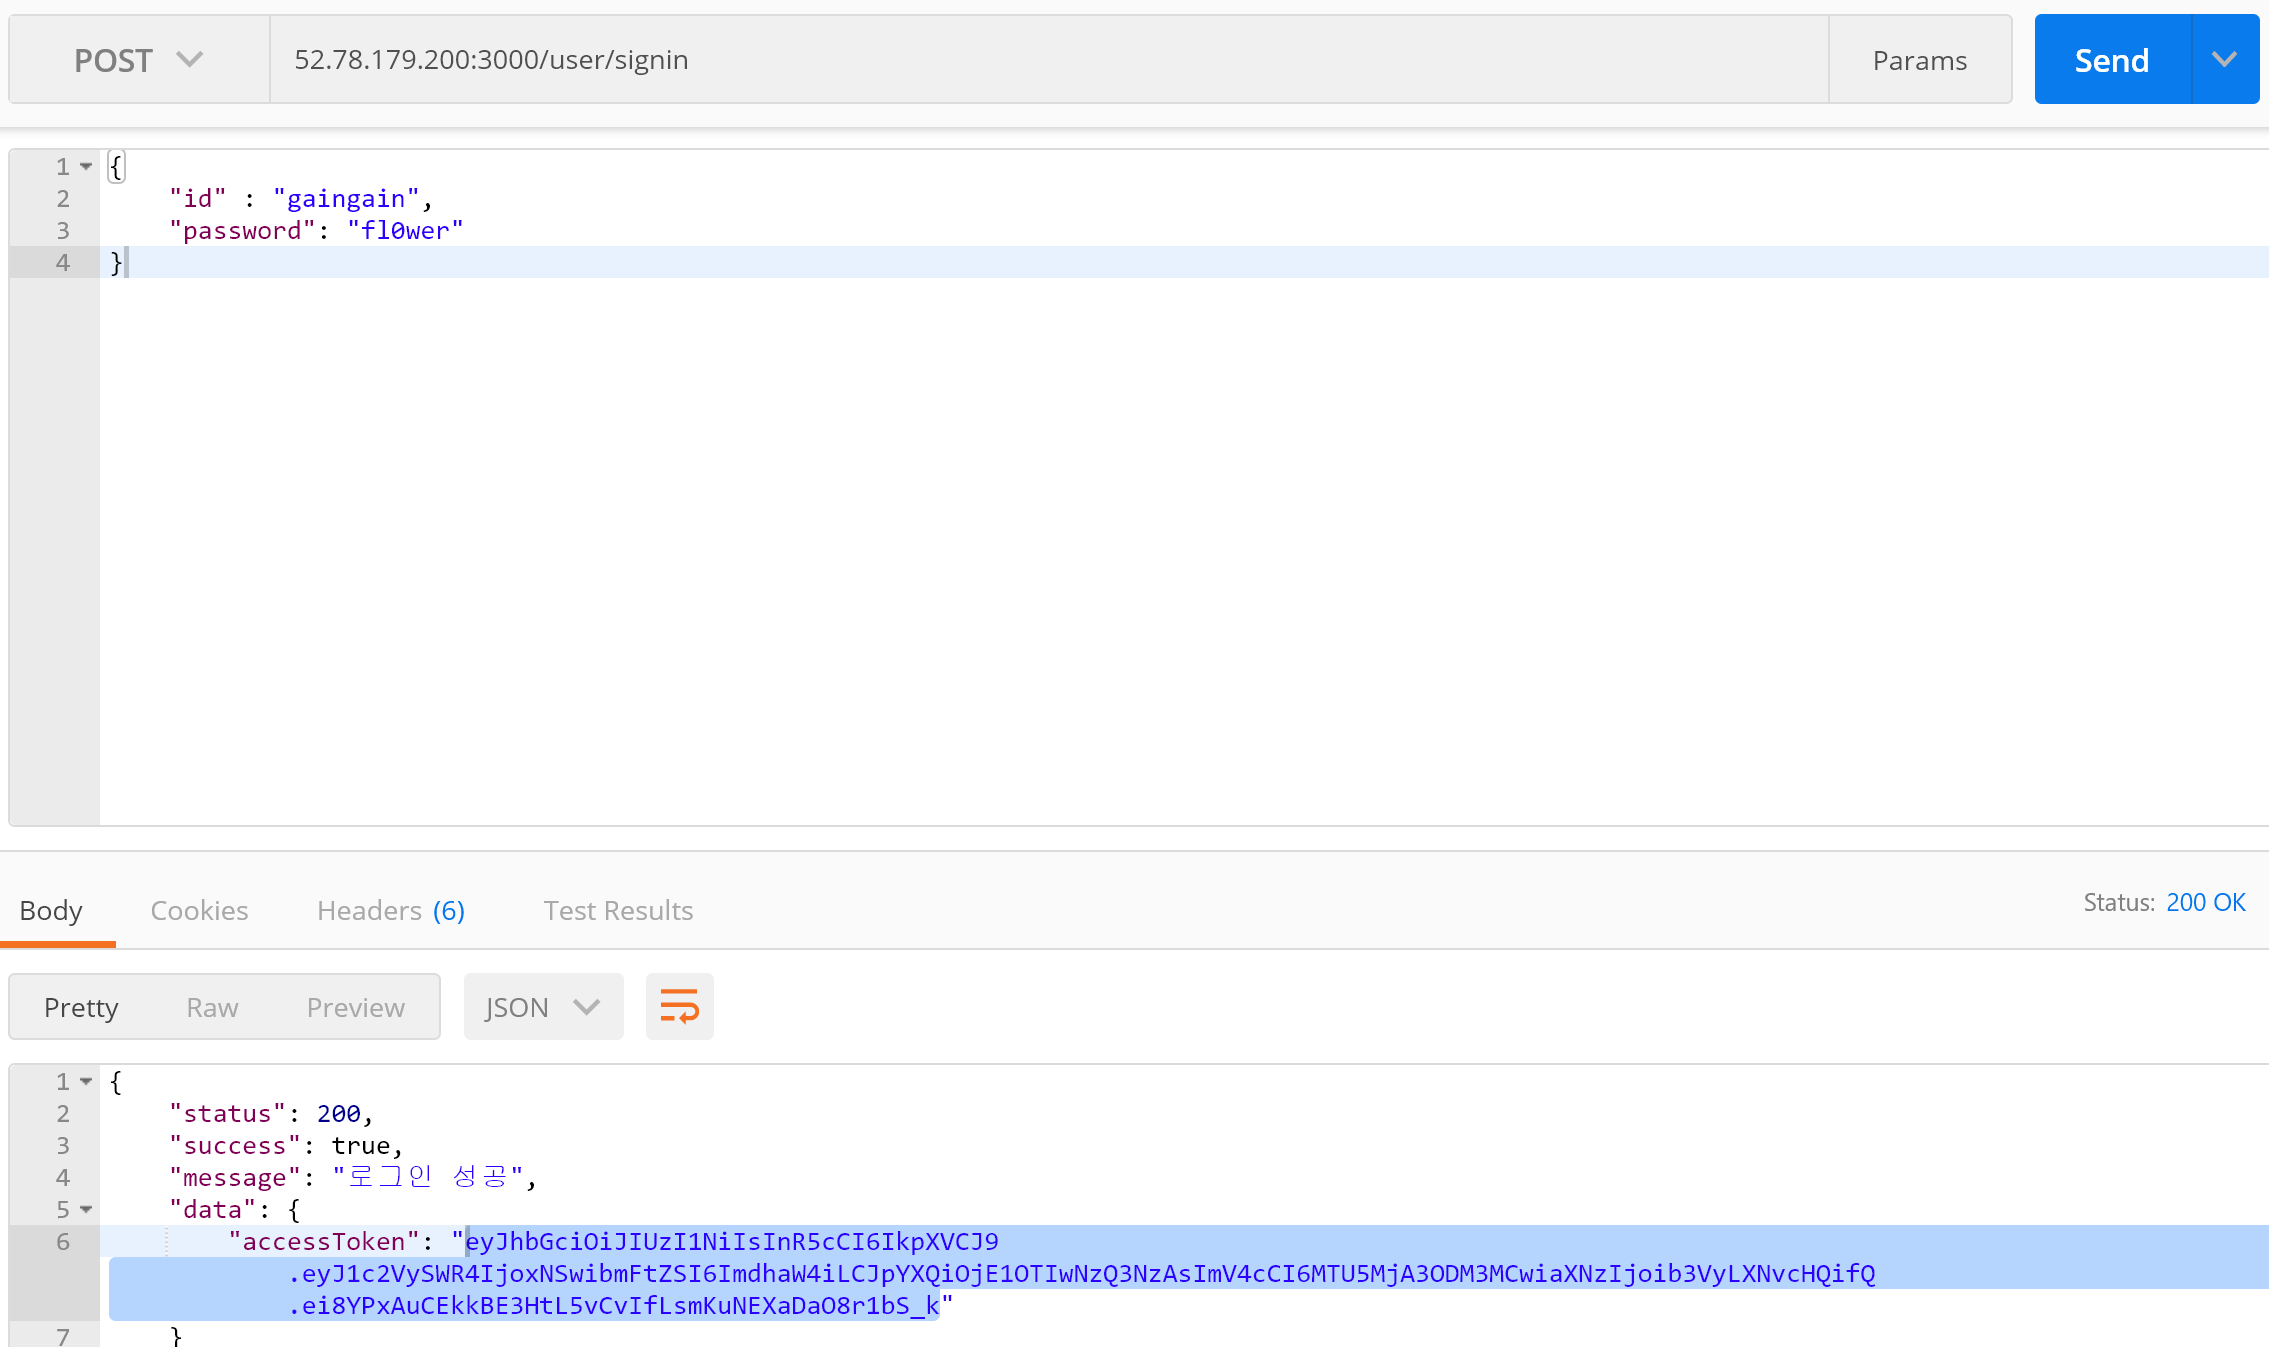 POST 52.78.179.200:3000/user/signin Params Send
1 {
2 "id" : "gaingain",
3 "password": "fl0wer"
4 }
Body Cookies Headers (6) Test Results Status: 200 OK
Pretty Raw Preview JSON
1 {
2 "status": 200,
3 "success": true,
4 "message": "로그인 성공",
5 "data": {
6 "accessToken": "eyJhbGciOiJIUzI1NiIsInR5cCI6IkpXVCJ9
.eyJ1c2VySWR4IjoxNSwibmFtZSI6ImdhaW4iLCJpYXQiOjE1OTIwNzQ3NzAsImV4cCI6MTU5MjA3ODM3MCwiaXNzIjoib3VyLXNvcHQifQ
.ei8YPxAuCEkkBE3HtL5vCvIfLsmKuNEXaDaO8r1bS_k"
7 }